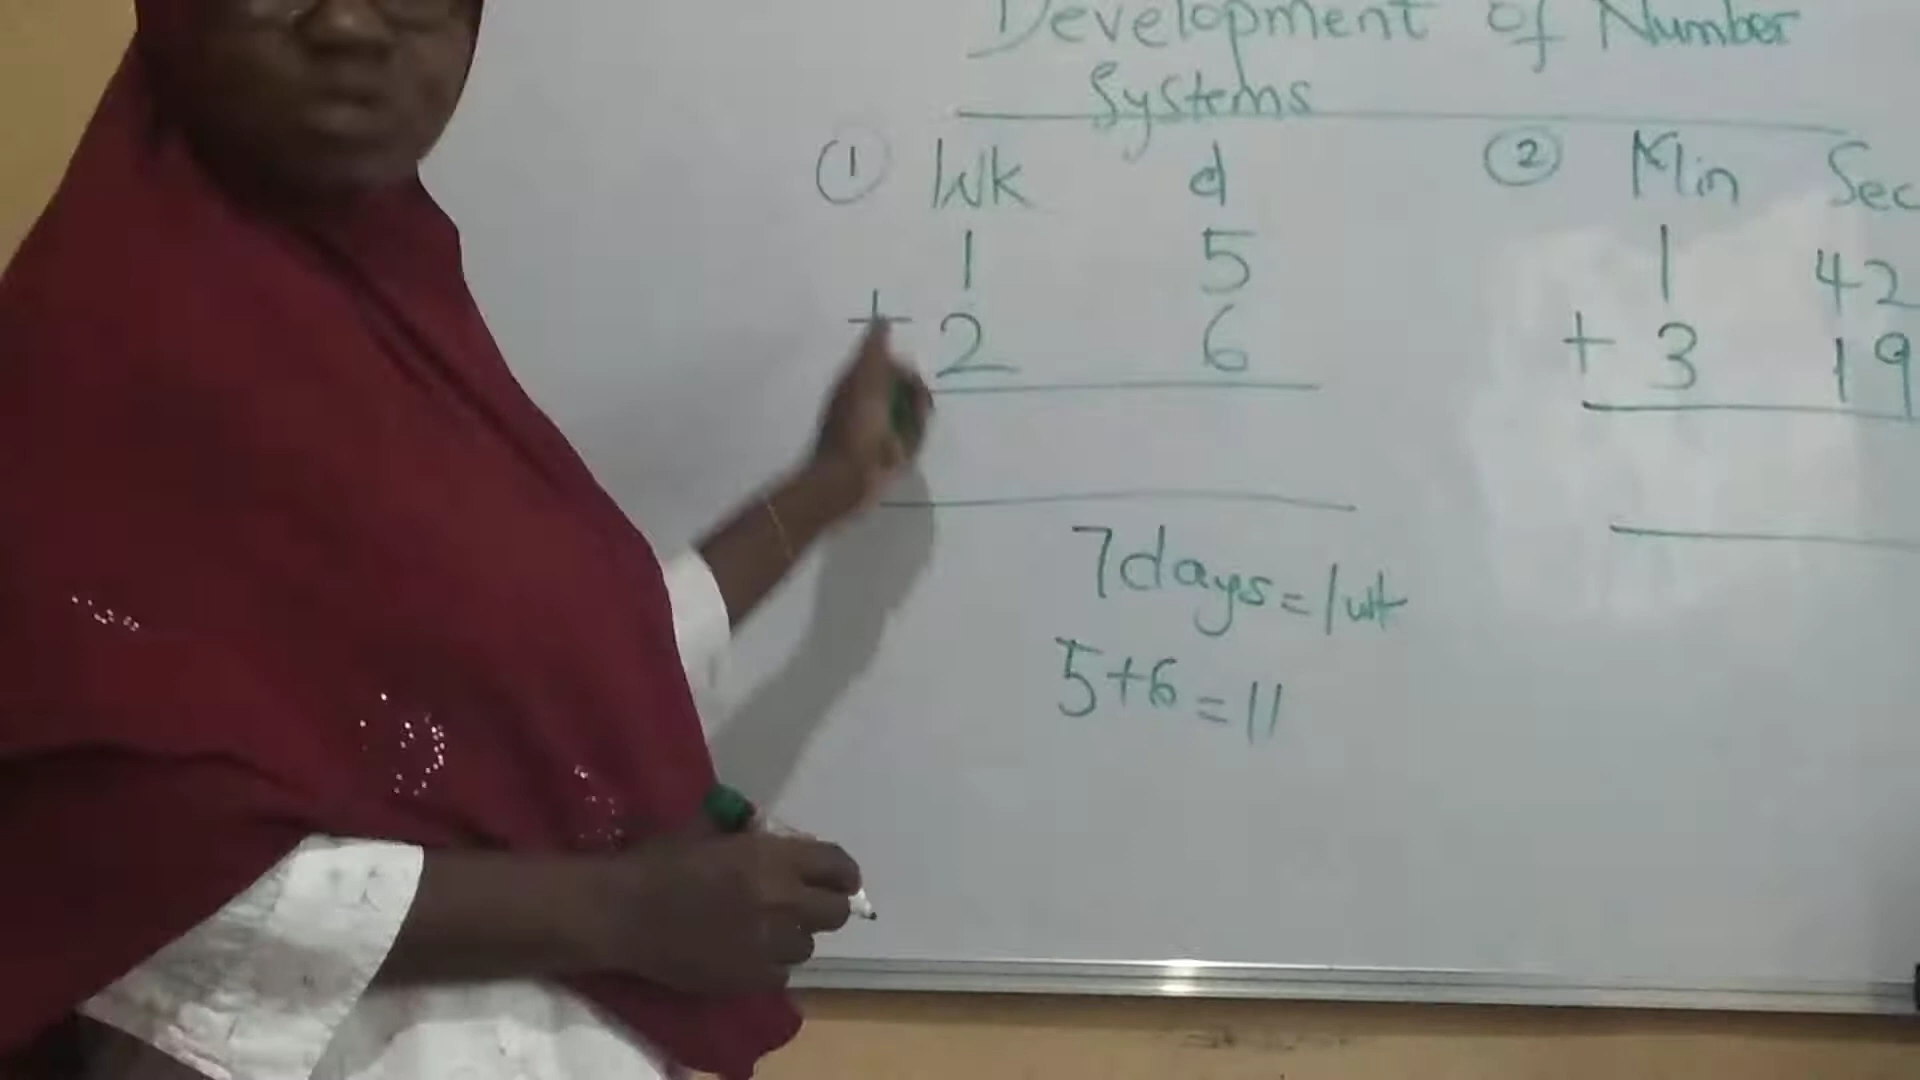 Development of Number
Systems
① Wk d
1 5
+ 2 6
7days = 1wk
5+6 = 11
② Min Sec
1 42
+ 3 19